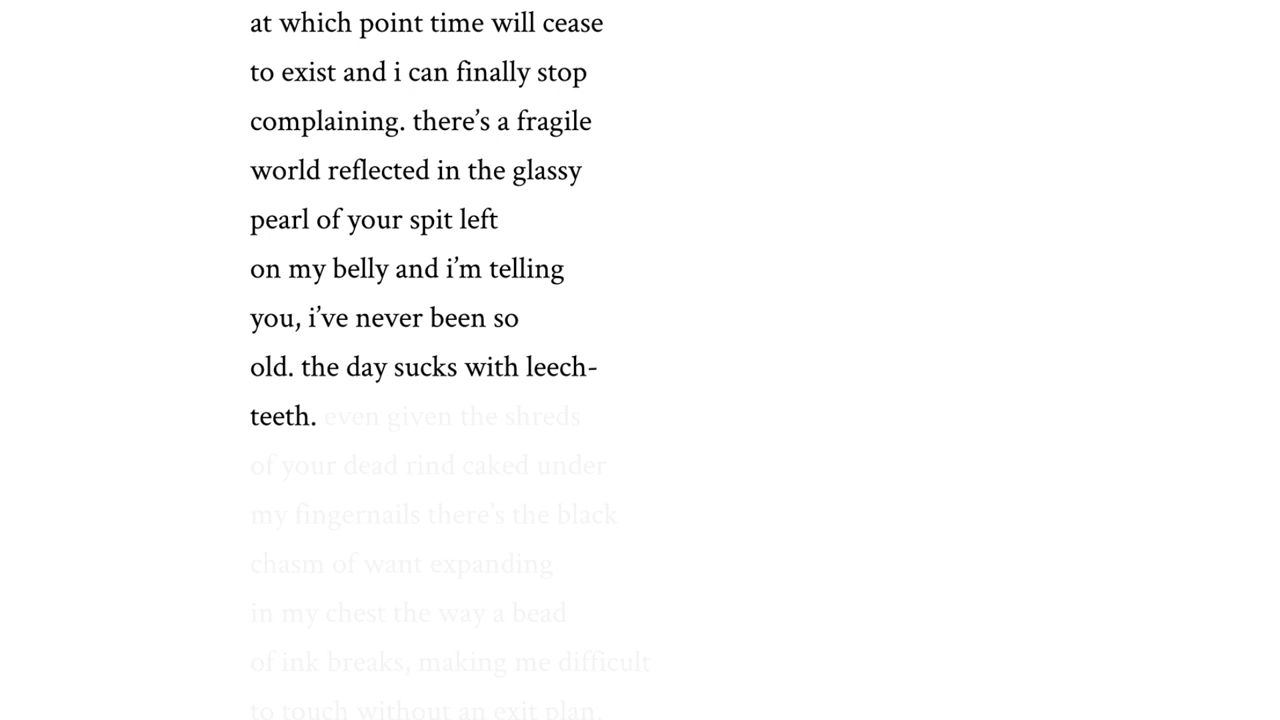 at which point time will cease
to exist and i can finally stop
complaining. there’s a fragile
world reflected in the glassy
pearl of your spit left
on my belly and i’m telling
you, i’ve never been so
old. the day sucks with leech-
teeth. even given the shreds
of your dead rind caked under
my fingernails there’s the black
chasm of want expanding
in my chest the way a bead
of ink breaks, making me difficult
to touch without an exit plan.